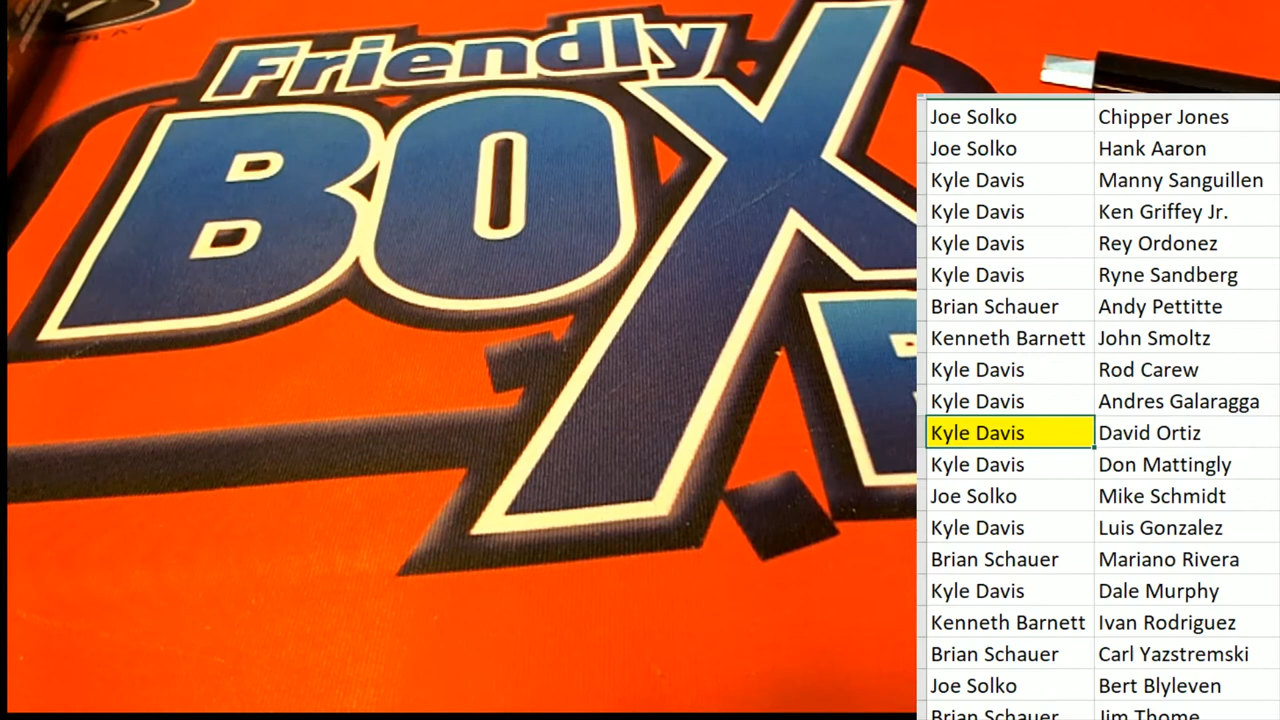 Friendly
BOX
Joe Solko Chipper Jones
Joe Solko Hank Aaron
Kyle Davis Manny Sanguillen
Kyle Davis Ken Griffey Jr.
Kyle Davis Rey Ordonez
Kyle Davis Ryne Sandberg
Brian Schauer Andy Pettitte
Kenneth Barnett John Smoltz
Kyle Davis Rod Carew
Kyle Davis Andres Galaragga
Kyle Davis David Ortiz
Kyle Davis Don Mattingly
Joe Solko Mike Schmidt
Kyle Davis Luis Gonzalez
Brian Schauer Mariano Rivera
Kyle Davis Dale Murphy
Kenneth Barnett Ivan Rodriguez
Brian Schauer Carl Yazstremski
Joe Solko Bert Blyleven
Brian Schauer Jim Thome